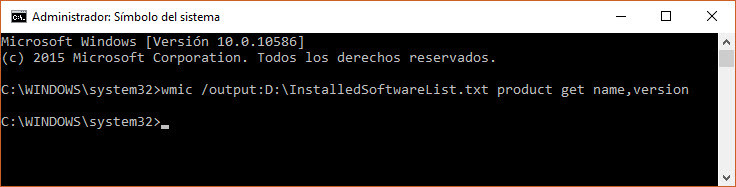 Administrador: Símbolo del sistema
Microsoft Windows [Versión 10.0.10586]
(c) 2015 Microsoft Corporation. Todos los derechos reservados.
C:\WINDOWS\system32>wmic /output:D:\InstalledSoftwareList.txt product get name,version
C:\WINDOWS\system32>